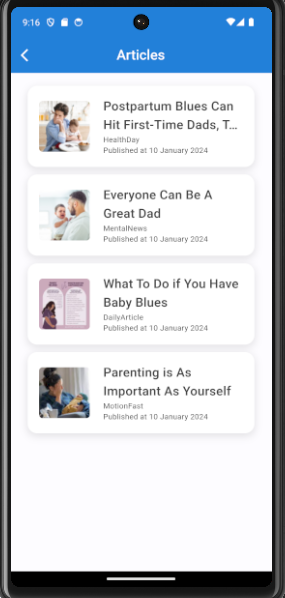 9:16
Articles
Postpartum Blues Can
Hit First-Time Dads, T...
HealthDay
Published at 10 January 2024
Everyone Can Be A
Great Dad
MentalNews
Published at 10 January 2024
What To Do if You Have
Baby Blues
DailyArticle
Published at 10 January 2024
Parenting is As
Important As Yourself
MotionFast
Published at 10 January 2024